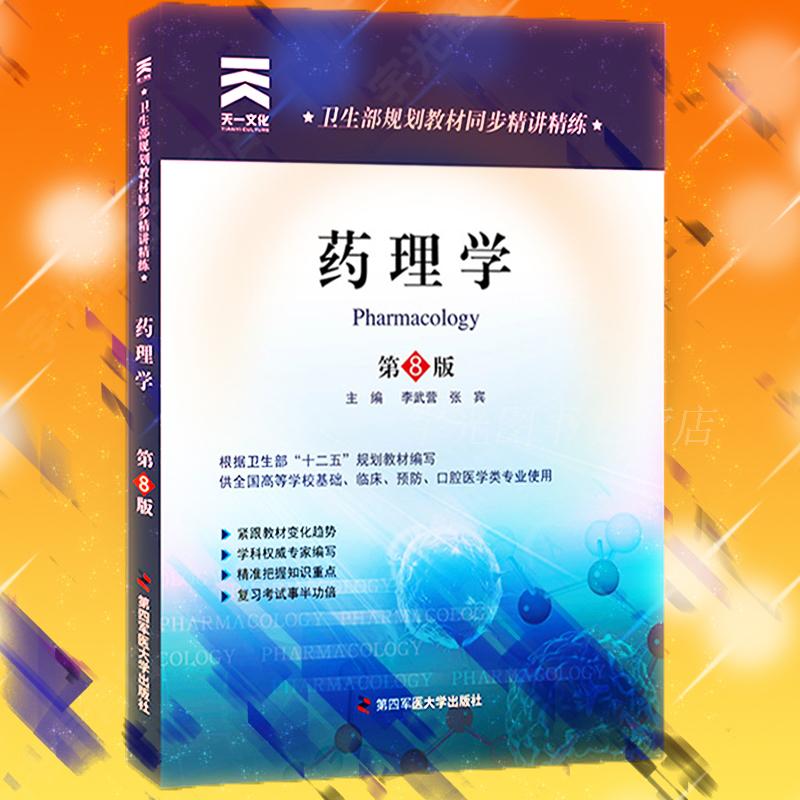 天一文化
TIANYI CULTURE
★卫生部规划教材同步精讲精练★
药理学
Pharmacology
第8版
主 编 李武营 张 宾
根据卫生部“十二五”规划教材编写
供全国高等学校基础、临床、预防、口腔医学类专业使用
▶紧跟教材变化趋势
▶学科权威专家编写
▶精准把握知识重点
▶复习考试事半功倍
PHARMACOLOGY PHARMACOLOGY
PHARMACOLOGY PHARMACOLOGY
COLOGY PHARMACOLOGY
PHARMACOLOGY
第四军医大学出版社
★卫生部规划教材同步精讲精练★
药理学
第8版
第四军医大学出版社